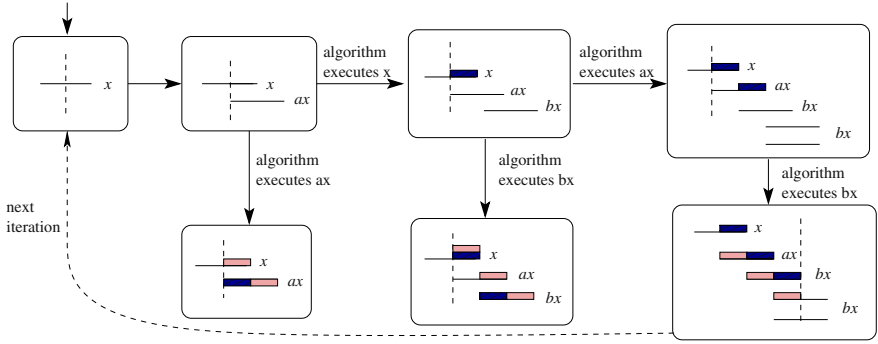 algorithm
executes x
algorithm
executes ax
x
x
ax
x
ax
bx
x
ax
bx
bx
algorithm
executes ax
algorithm
executes bx
algorithm
executes bx
next
iteration
x
ax
x
ax
bx
x
ax
bx
bx